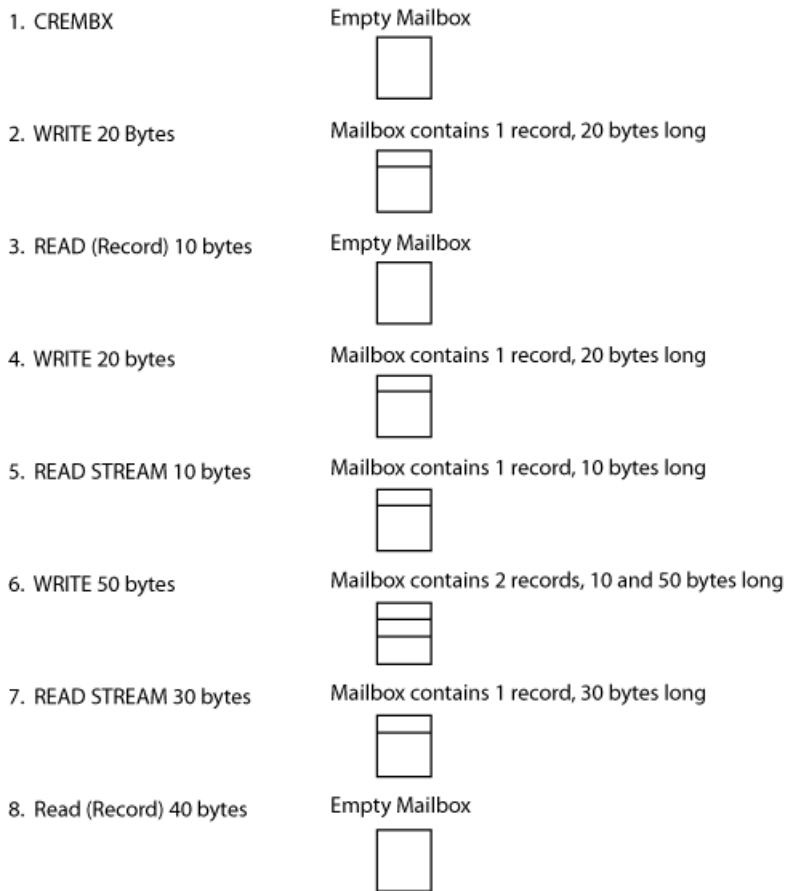 1. CREMBX
Empty Mailbox
2. WRITE 20 Bytes
Mailbox contains 1 record, 20 bytes long
3. READ (Record) 10 bytes
Empty Mailbox
4. WRITE 20 bytes
Mailbox contains 1 record, 20 bytes long
5. READ STREAM 10 bytes
Mailbox contains 1 record, 10 bytes long
6. WRITE 50 bytes
Mailbox contains 2 records, 10 and 50 bytes long
7. READ STREAM 30 bytes
Mailbox contains 1 record, 30 bytes long
8. Read (Record) 40 bytes
Empty Mailbox